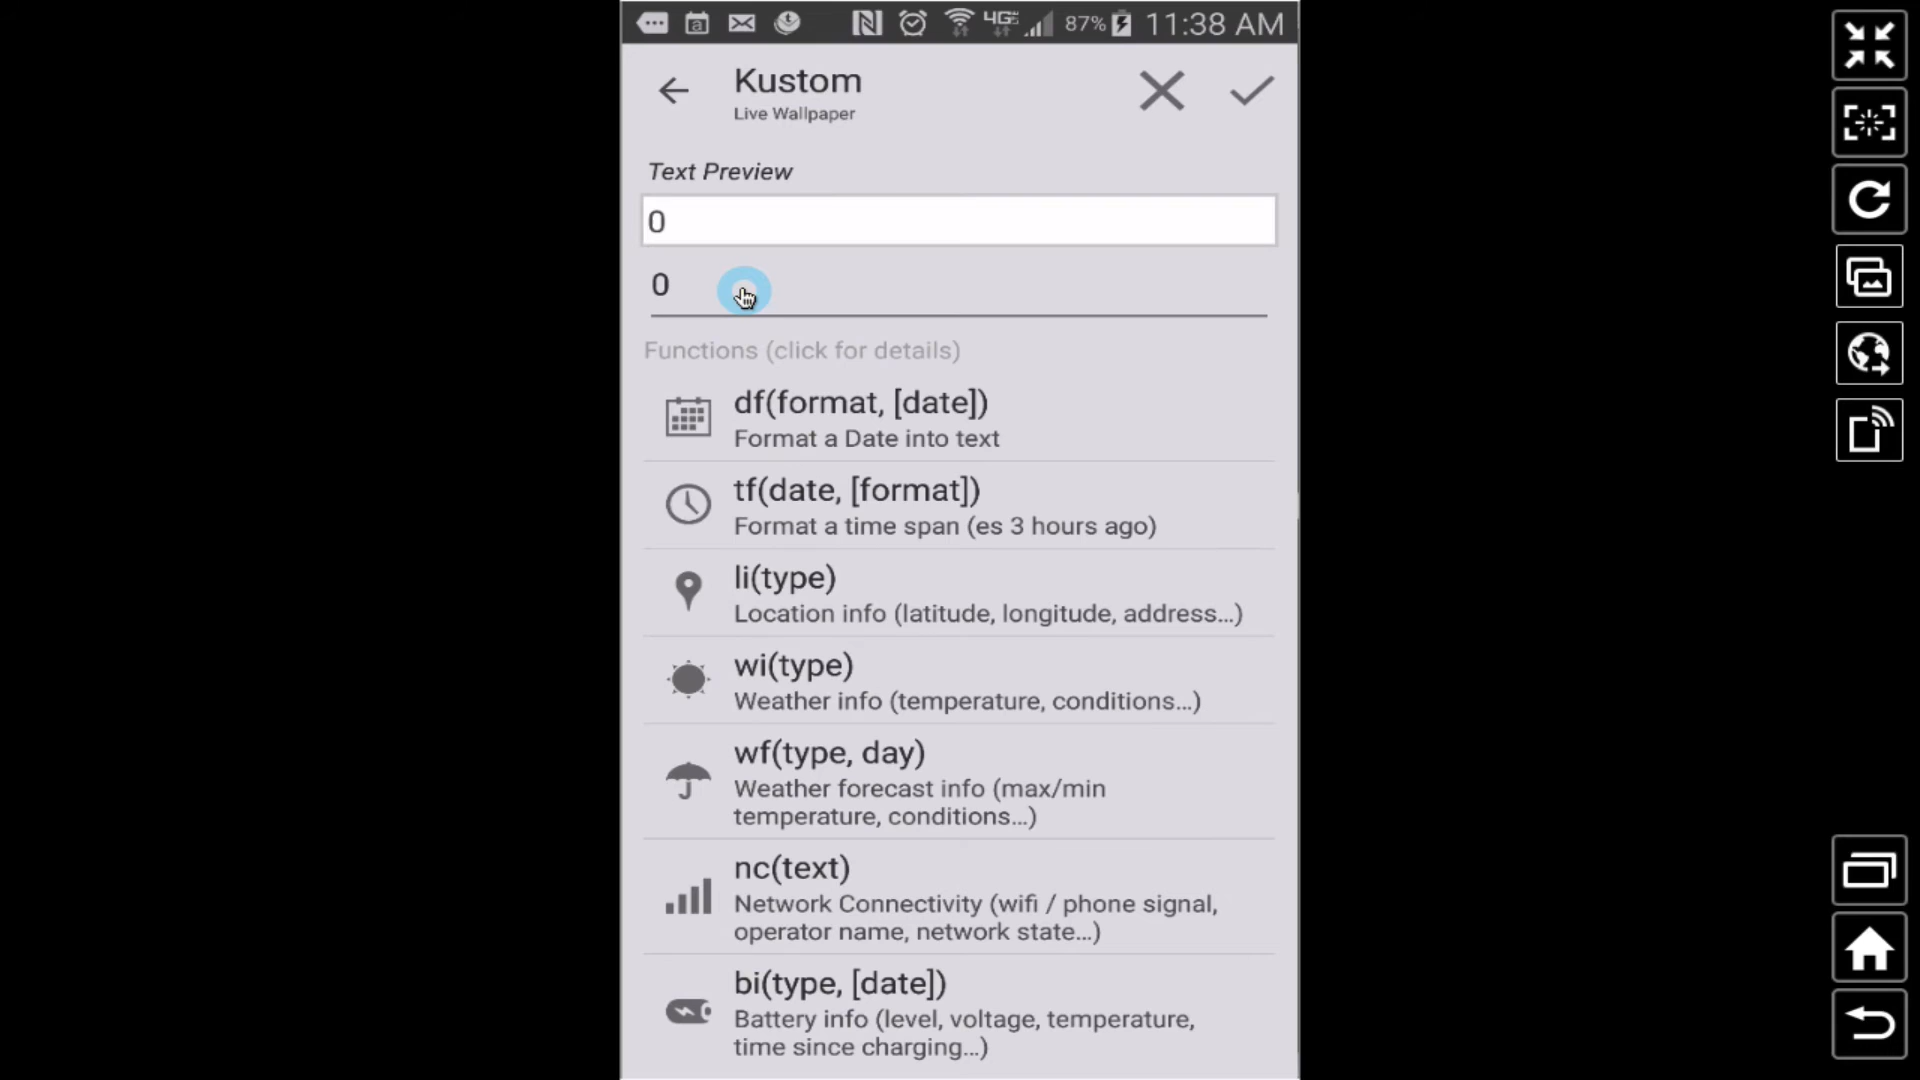 4G LTE 87% 11:38 AM
Kustom
Live Wallpaper
Text Preview
0
0
Functions (click for details)
df(format, [date])
Format a Date into text
tf(date, [format])
Format a time span (es 3 hours ago)
li(type)
Location info (latitude, longitude, address...)
wi(type)
Weather info (temperature, conditions...)
wf(type, day)
Weather forecast info (max/min
temperature, conditions...)
nc(text)
Network Connectivity (wifi / phone signal,
operator name, network state...)
bi(type, [date])
Battery info (level, voltage, temperature,
time since charging...)